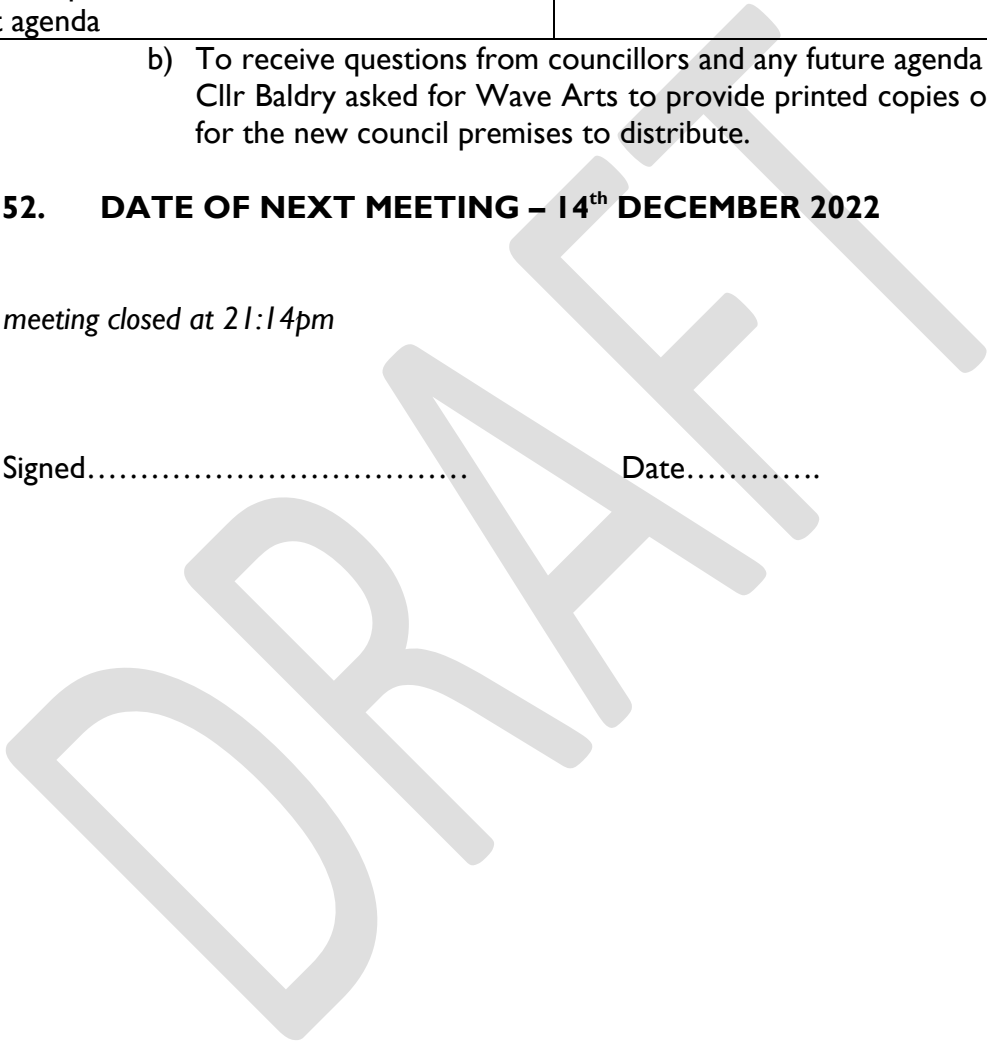 t agenda
b) To receive questions from councillors and any future agenda
Cllr Baldry asked for Wave Arts to provide printed copies o
for the new council premises to distribute.
52. DATE OF NEXT MEETING – 14th DECEMBER 2022
meeting closed at 21:14pm
Signed……………………………… Date………….
DRAFT